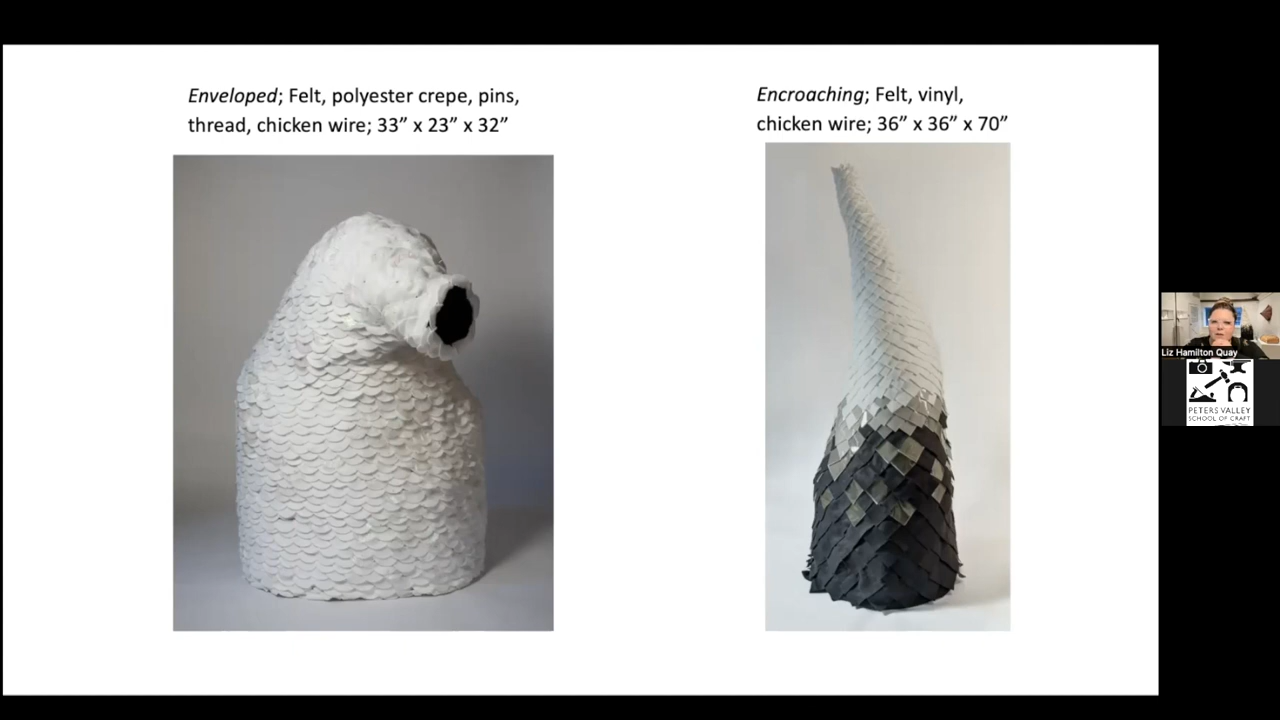 Enveloped; Felt, polyester crepe, pins,
thread, chicken wire; 33” x 23” x 32”
Encroaching; Felt, vinyl,
chicken wire; 36” x 36” x 70”
Liz Hamilton Quay
PETERS VALLEY
SCHOOL OF CRAFT